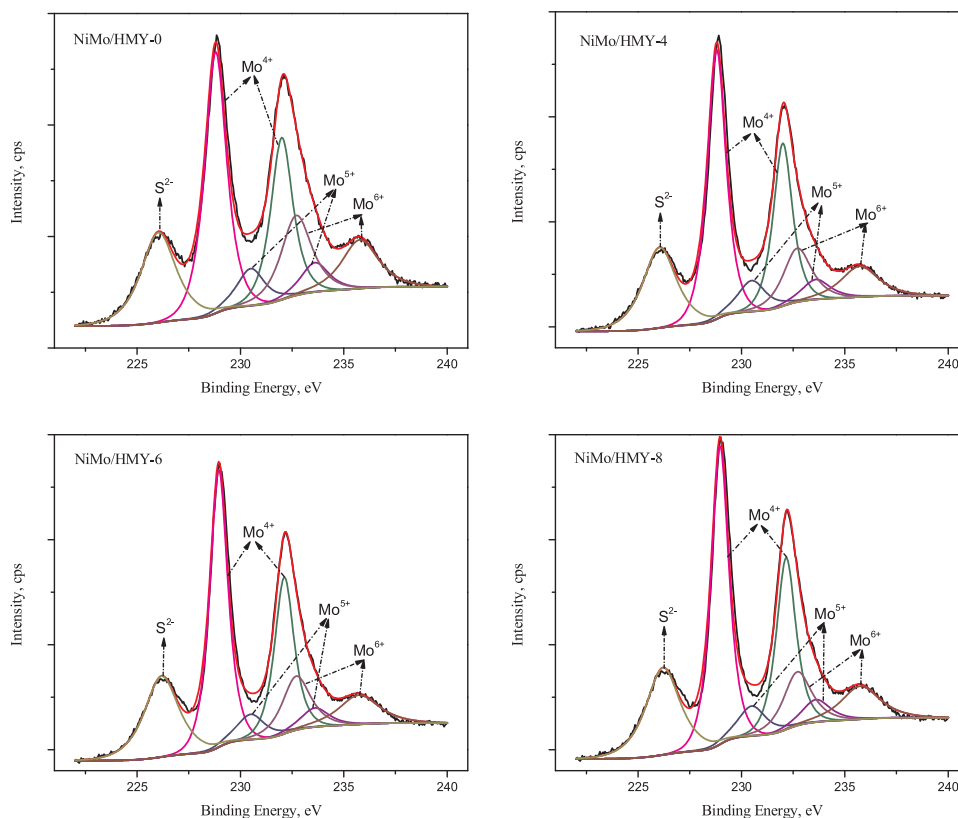 NiMo/HMY-0
Mo4+
Mo5+
Mo6+
S2-
Intensity, cps
225 230 235 240
Binding Energy, eV
NiMo/HMY-4
Mo4+
Mo5+
Mo6+
S2-
Intensity, cps
225 230 235 240
Binding Energy, eV
NiMo/HMY-6
Mo4+
Mo5+
Mo6+
S2-
Intensity, cps
225 230 235 240
Binding Energy, eV
NiMo/HMY-8
Mo4+
Mo5+
Mo6+
S2-
Intensity, cps
225 230 235 240
Binding Energy, eV